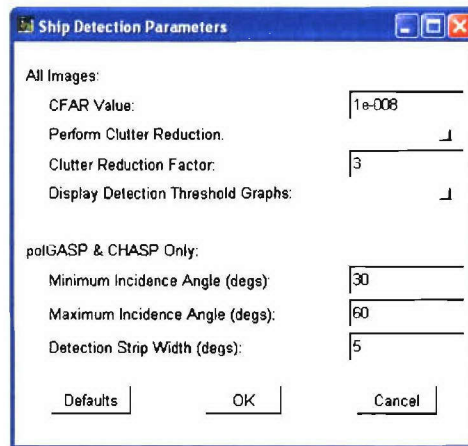 Ship Detection Parameters
All Images:
CFAR Value: 1e-008
Perform Clutter Reduction.
Clutter Reduction Factor: 3
Display Detection Threshold Graphs:
polGASP & CHASP Only:
Minimum Incidence Angle (degs): 30
Maximum Incidence Angle (degs): 60
Detection Strip Width (degs): 5
Defaults OK Cancel